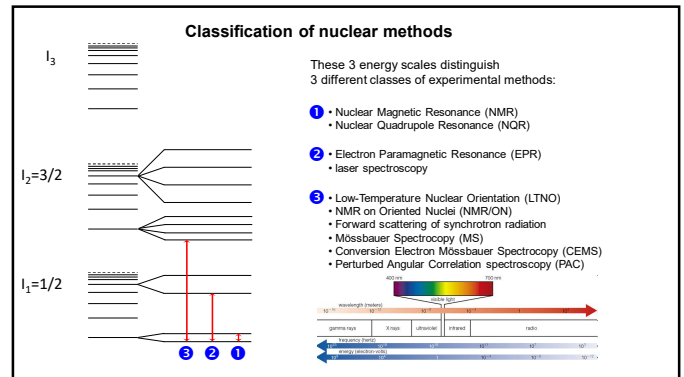 Classification of nuclear methods
I3
I2=3/2
I1=1/2
These 3 energy scales distinguish
3 different classes of experimental methods:
1 • Nuclear Magnetic Resonance (NMR)
• Nuclear Quadrupole Resonance (NQR)
2 • Electron Paramagnetic Resonance (EPR)
• laser spectroscopy
3 • Low-Temperature Nuclear Orientation (LTNO)
• NMR on Oriented Nuclei (NMR/ON)
• Forward scattering of synchrotron radiation
• Mössbauer Spectrocopy (MS)
• Conversion Electron Mössbauer Spectrocopy (CEMS)
• Perturbed Angular Correlation spectroscopy (PAC)
3 2 1
400 nm 700 nm
visible light
wavelength (meters)
gamma rays X rays ultraviolet infrared radio
frequency (hertz)
energy (electron-volts)